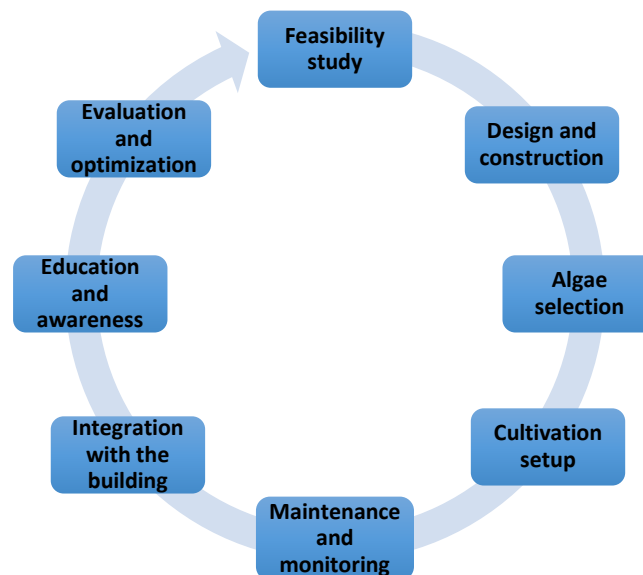 Feasibility
study
Design and
construction
Algae
selection
Cultivation
setup
Maintenance
and
monitoring
Integration
with the
building
Education
and
awareness
Evaluation
and
optimization